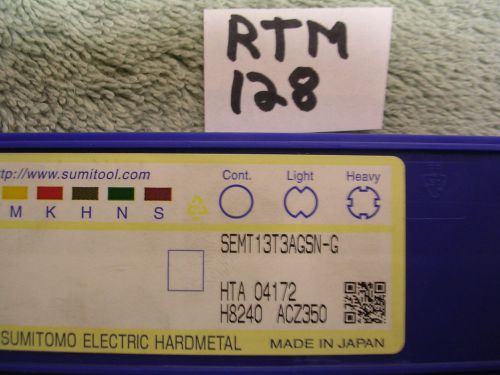 RTM
128
http://www.sumitool.com
Cont. Light Heavy
M K H N S
SEMT13T3AGSN-G
HTA 04172
H8240 ACZ350
SUMITOMO ELECTRIC HARDMETAL MADE IN JAPAN